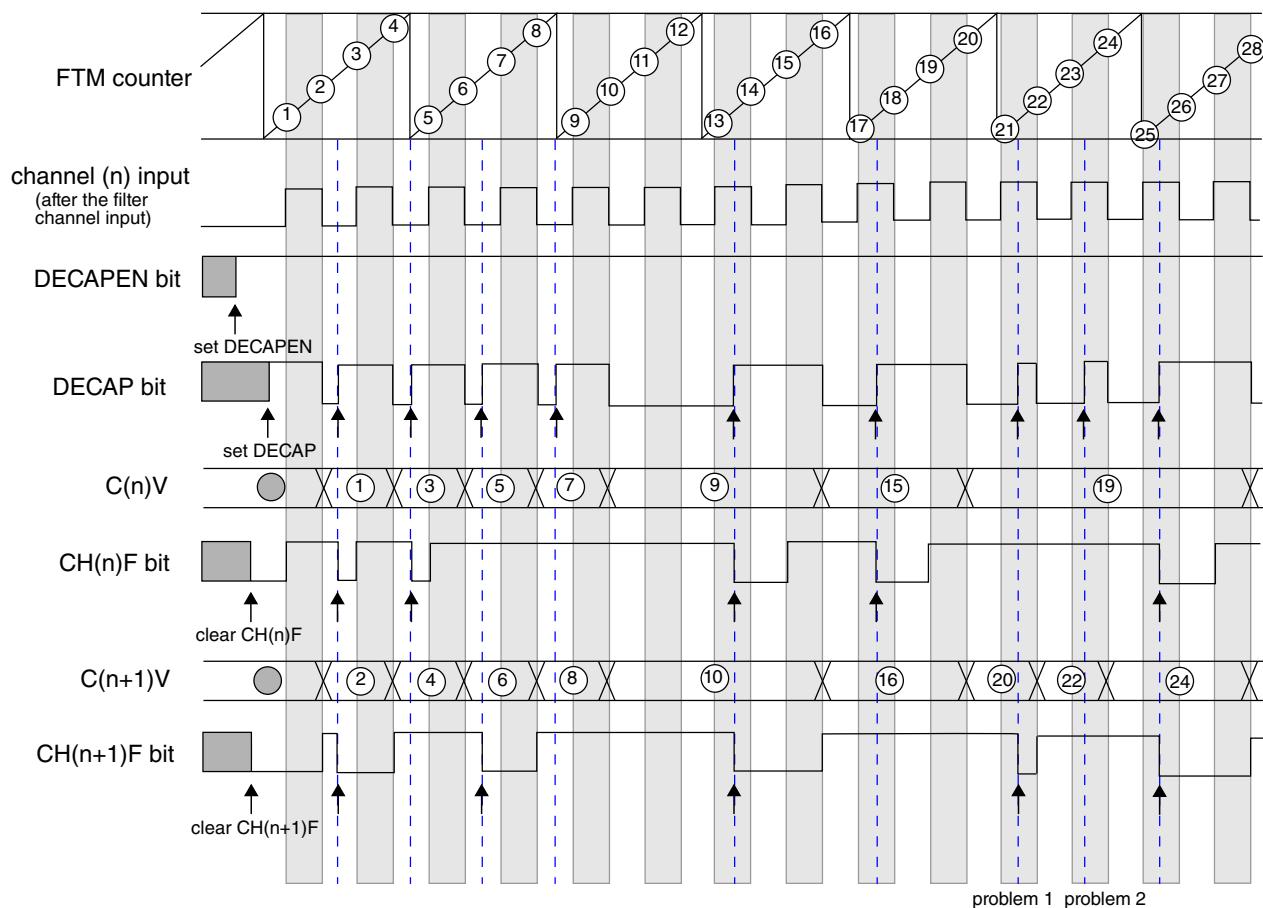 4 8 12 16 20 24 28
3 7 11 15 19 23 27
FTM counter
2 6 10 14 18 22 26
1 5 9 13 17 21 25
channel (n) input
(after the filter
channel input)
DECAPEN bit
set DECAPEN
DECAP bit
set DECAP
C(n)V
1 3 5 7 9 15 19
CH(n)F bit
clear CH(n)F
C(n+1)V
2 4 6 8 10 16 20 22 24
CH(n+1)F bit
clear CH(n+1)F
problem 1 problem 2